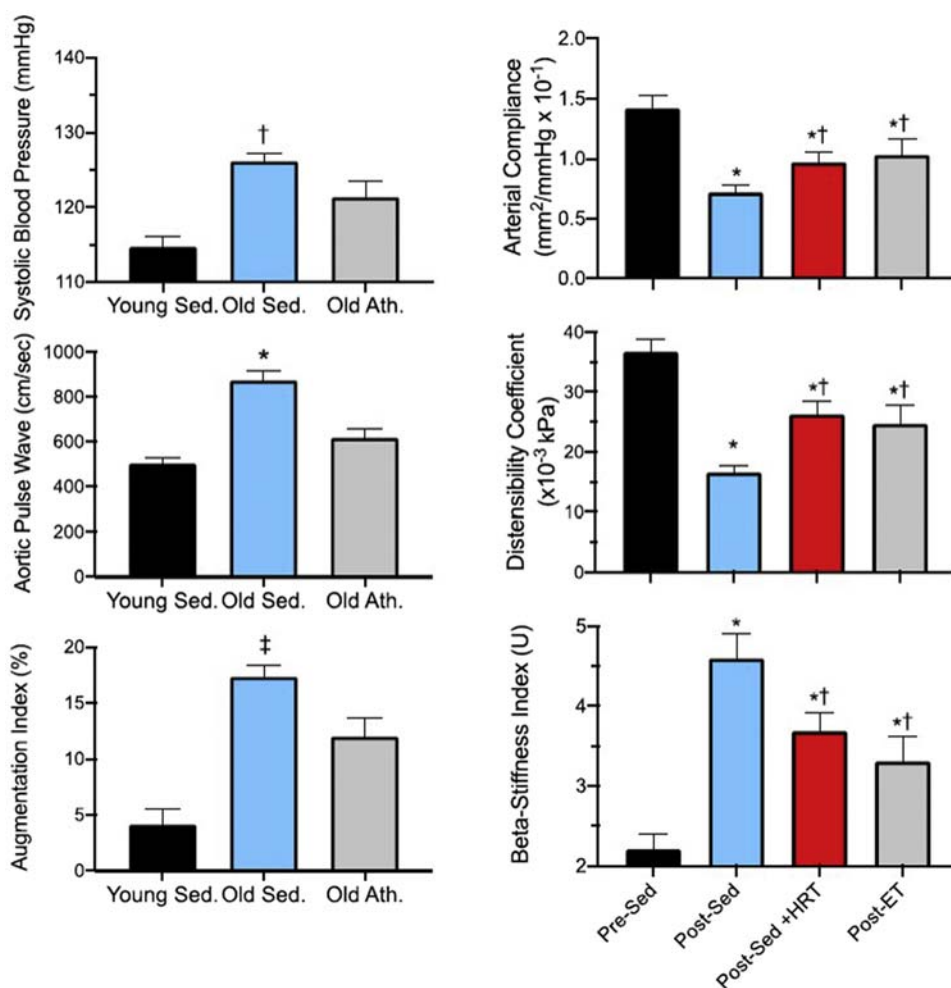 Systolic Blood Pressure (mmHg)
140
130
120
110
†
Young Sed. Old Sed. Old Ath.
Aortic Pulse Wave (cm/sec)
1000
800
600
400
200
0
*
Young Sed. Old Sed. Old Ath.
Augmentation Index (%)
20
15
10
5
0
‡
Young Sed. Old Sed. Old Ath.
Arterial Compliance
(mm²/mmHg x 10⁻¹)
2.0
1.5
1.0
0.5
0.0
*
*†
*†
Distensibility Coefficient
(x10⁻³ kPa)
40
30
20
10
0
*
*†
*†
Beta-Stiffness Index (U)
5
4
3
2
*
*†
*†
Pre-Sed
Post-Sed
Post-Sed +HRT
Post-ET